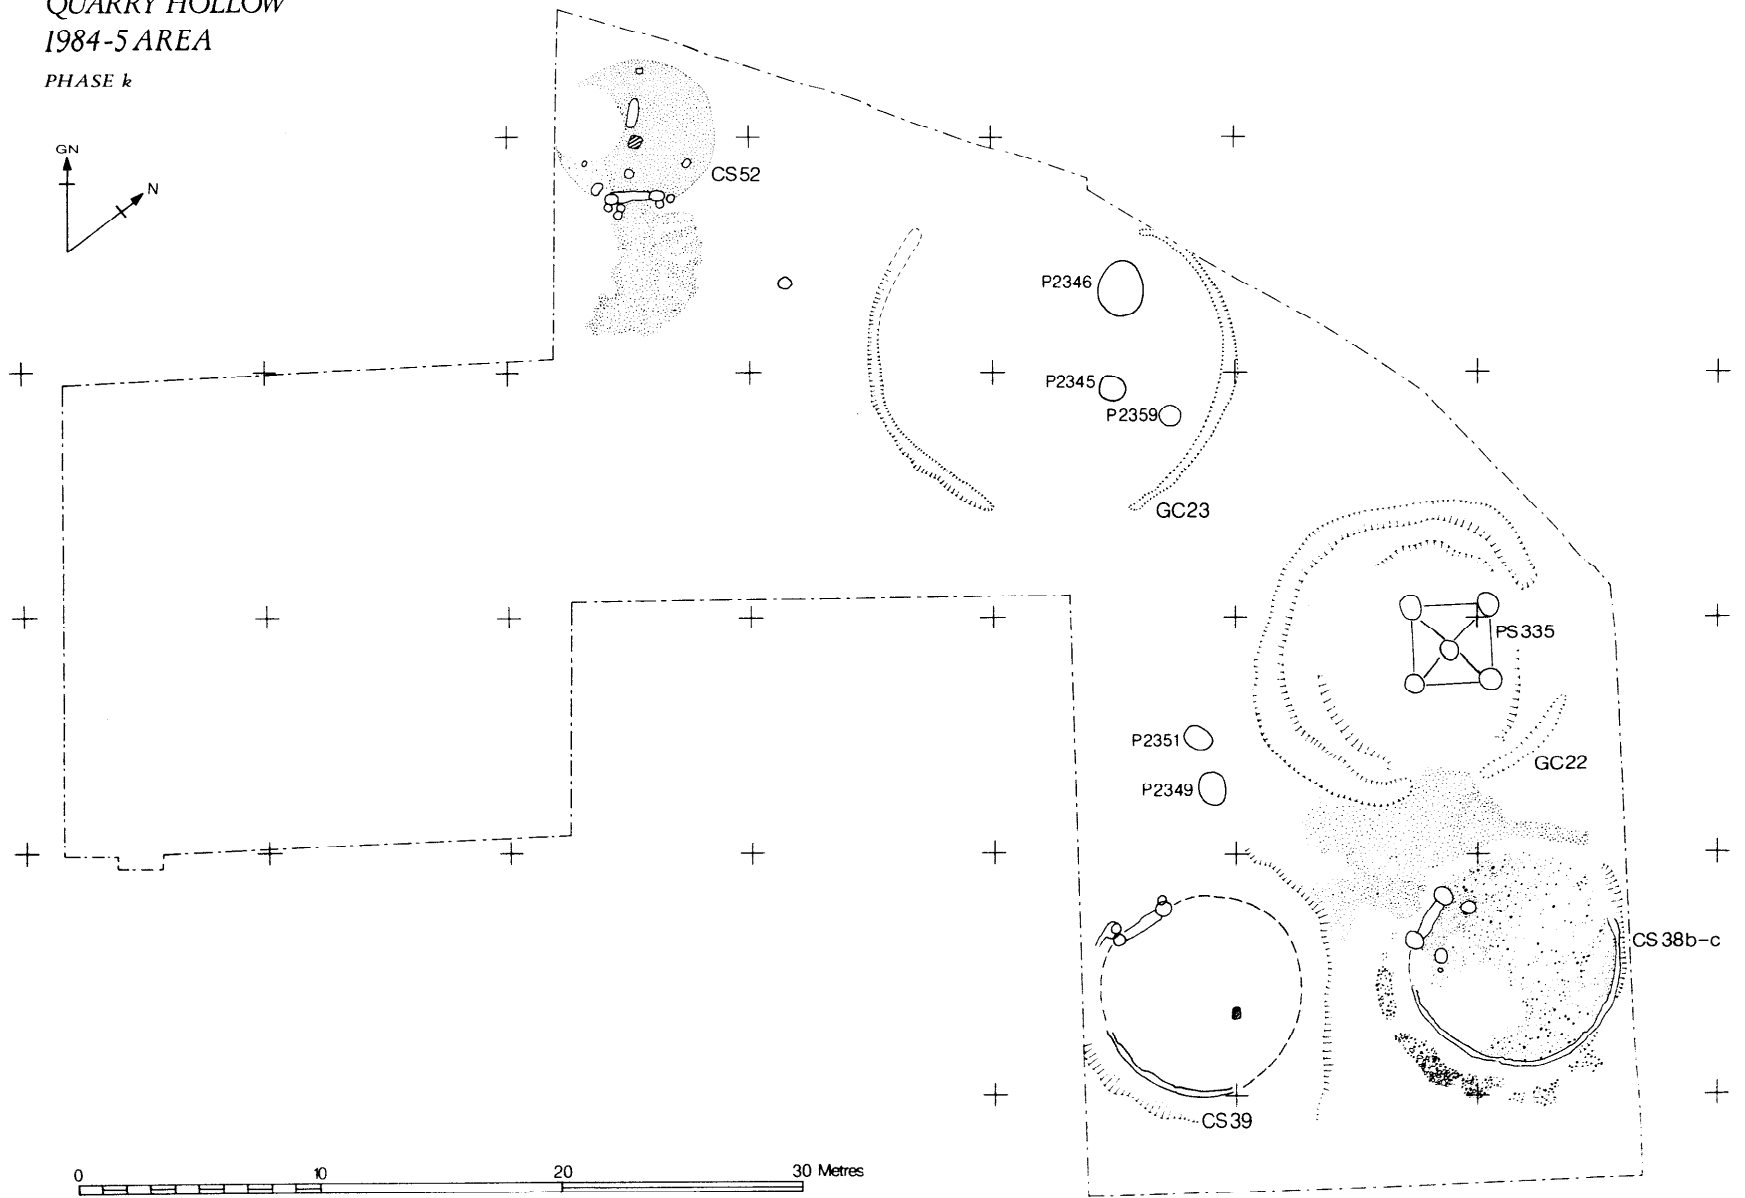 QUARRY HOLLOW
1984-5 AREA
PHASE k
GN
N
CS52
P2346
P2345
P2359
GC23
PS335
P2351
P2349
GC22
CS38b-c
CS39
0 10 20 30 Metres